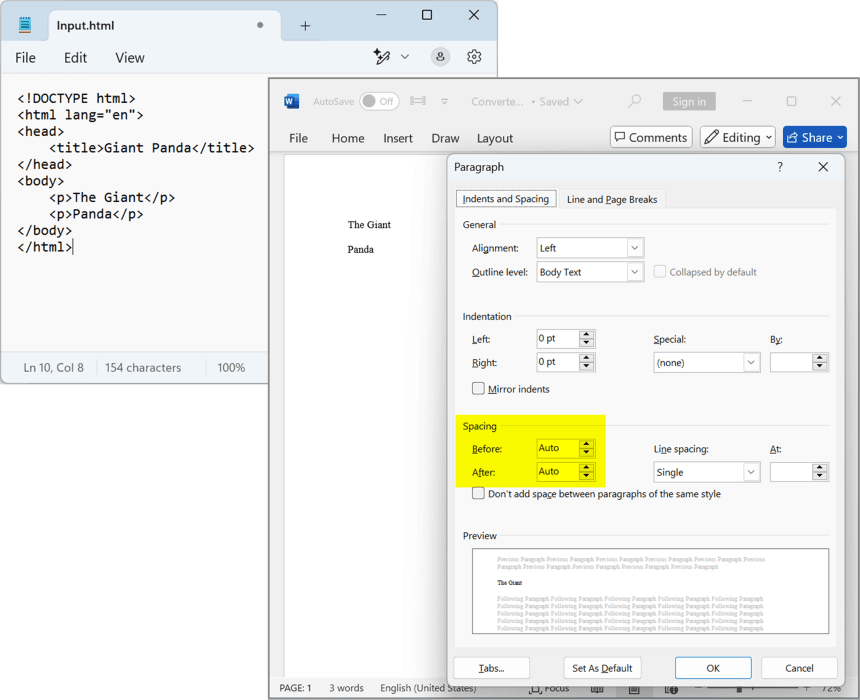 Input.html
File Edit View
<!DOCTYPE html>
<html lang="en">
<head>
<title>Giant Panda</title>
</head>
<body>
<p>The Giant</p>
<p>Panda</p>
</body>
</html>
Ln 10, Col 8 154 characters 100%
AutoSave Off Converte... • Saved Sign in
File Home Insert Draw Layout Comments Editing Share
The Giant
Panda
Paragraph ?
Indents and Spacing Line and Page Breaks
General
Alignment: Left
Outline level: Body Text Collapsed by default
Indentation
Left: 0 pt Special: By:
Right: 0 pt (none)
Mirror indents
Spacing
Before: Auto Line spacing: At:
After: Auto Single
Don't add space between paragraphs of the same style
Preview
Previous Paragraph Previous Paragraph Previous Paragraph Previous Paragraph Previous Paragraph Previous
Paragraph Previous Paragraph Previous Paragraph Previous Paragraph Previous Paragraph
The Giant
Following Paragraph Following Paragraph Following Paragraph Following Paragraph Following Paragraph
Following Paragraph Following Paragraph Following Paragraph Following Paragraph Following Paragraph
Following Paragraph Following Paragraph Following Paragraph Following Paragraph Following Paragraph
Following Paragraph Following Paragraph Following Paragraph Following Paragraph Following Paragraph
Following Paragraph Following Paragraph Following Paragraph Following Paragraph Following Paragraph
Tabs... Set As Default OK Cancel
PAGE: 1 3 words English (United States) Focus 72%